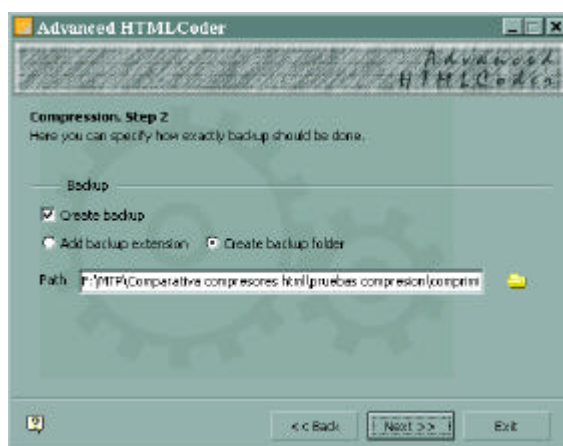 Advanced HTMLCoder
Advanced
HTMLCoder
Compression. Step 2
Here you can specify how exactly backup should be done.
Backup
Create backup
Add backup extension Create backup folder
Path F:\MTP\Comparativa compresores html\pruebas compresion\comprimi
<< Back Next >> Exit